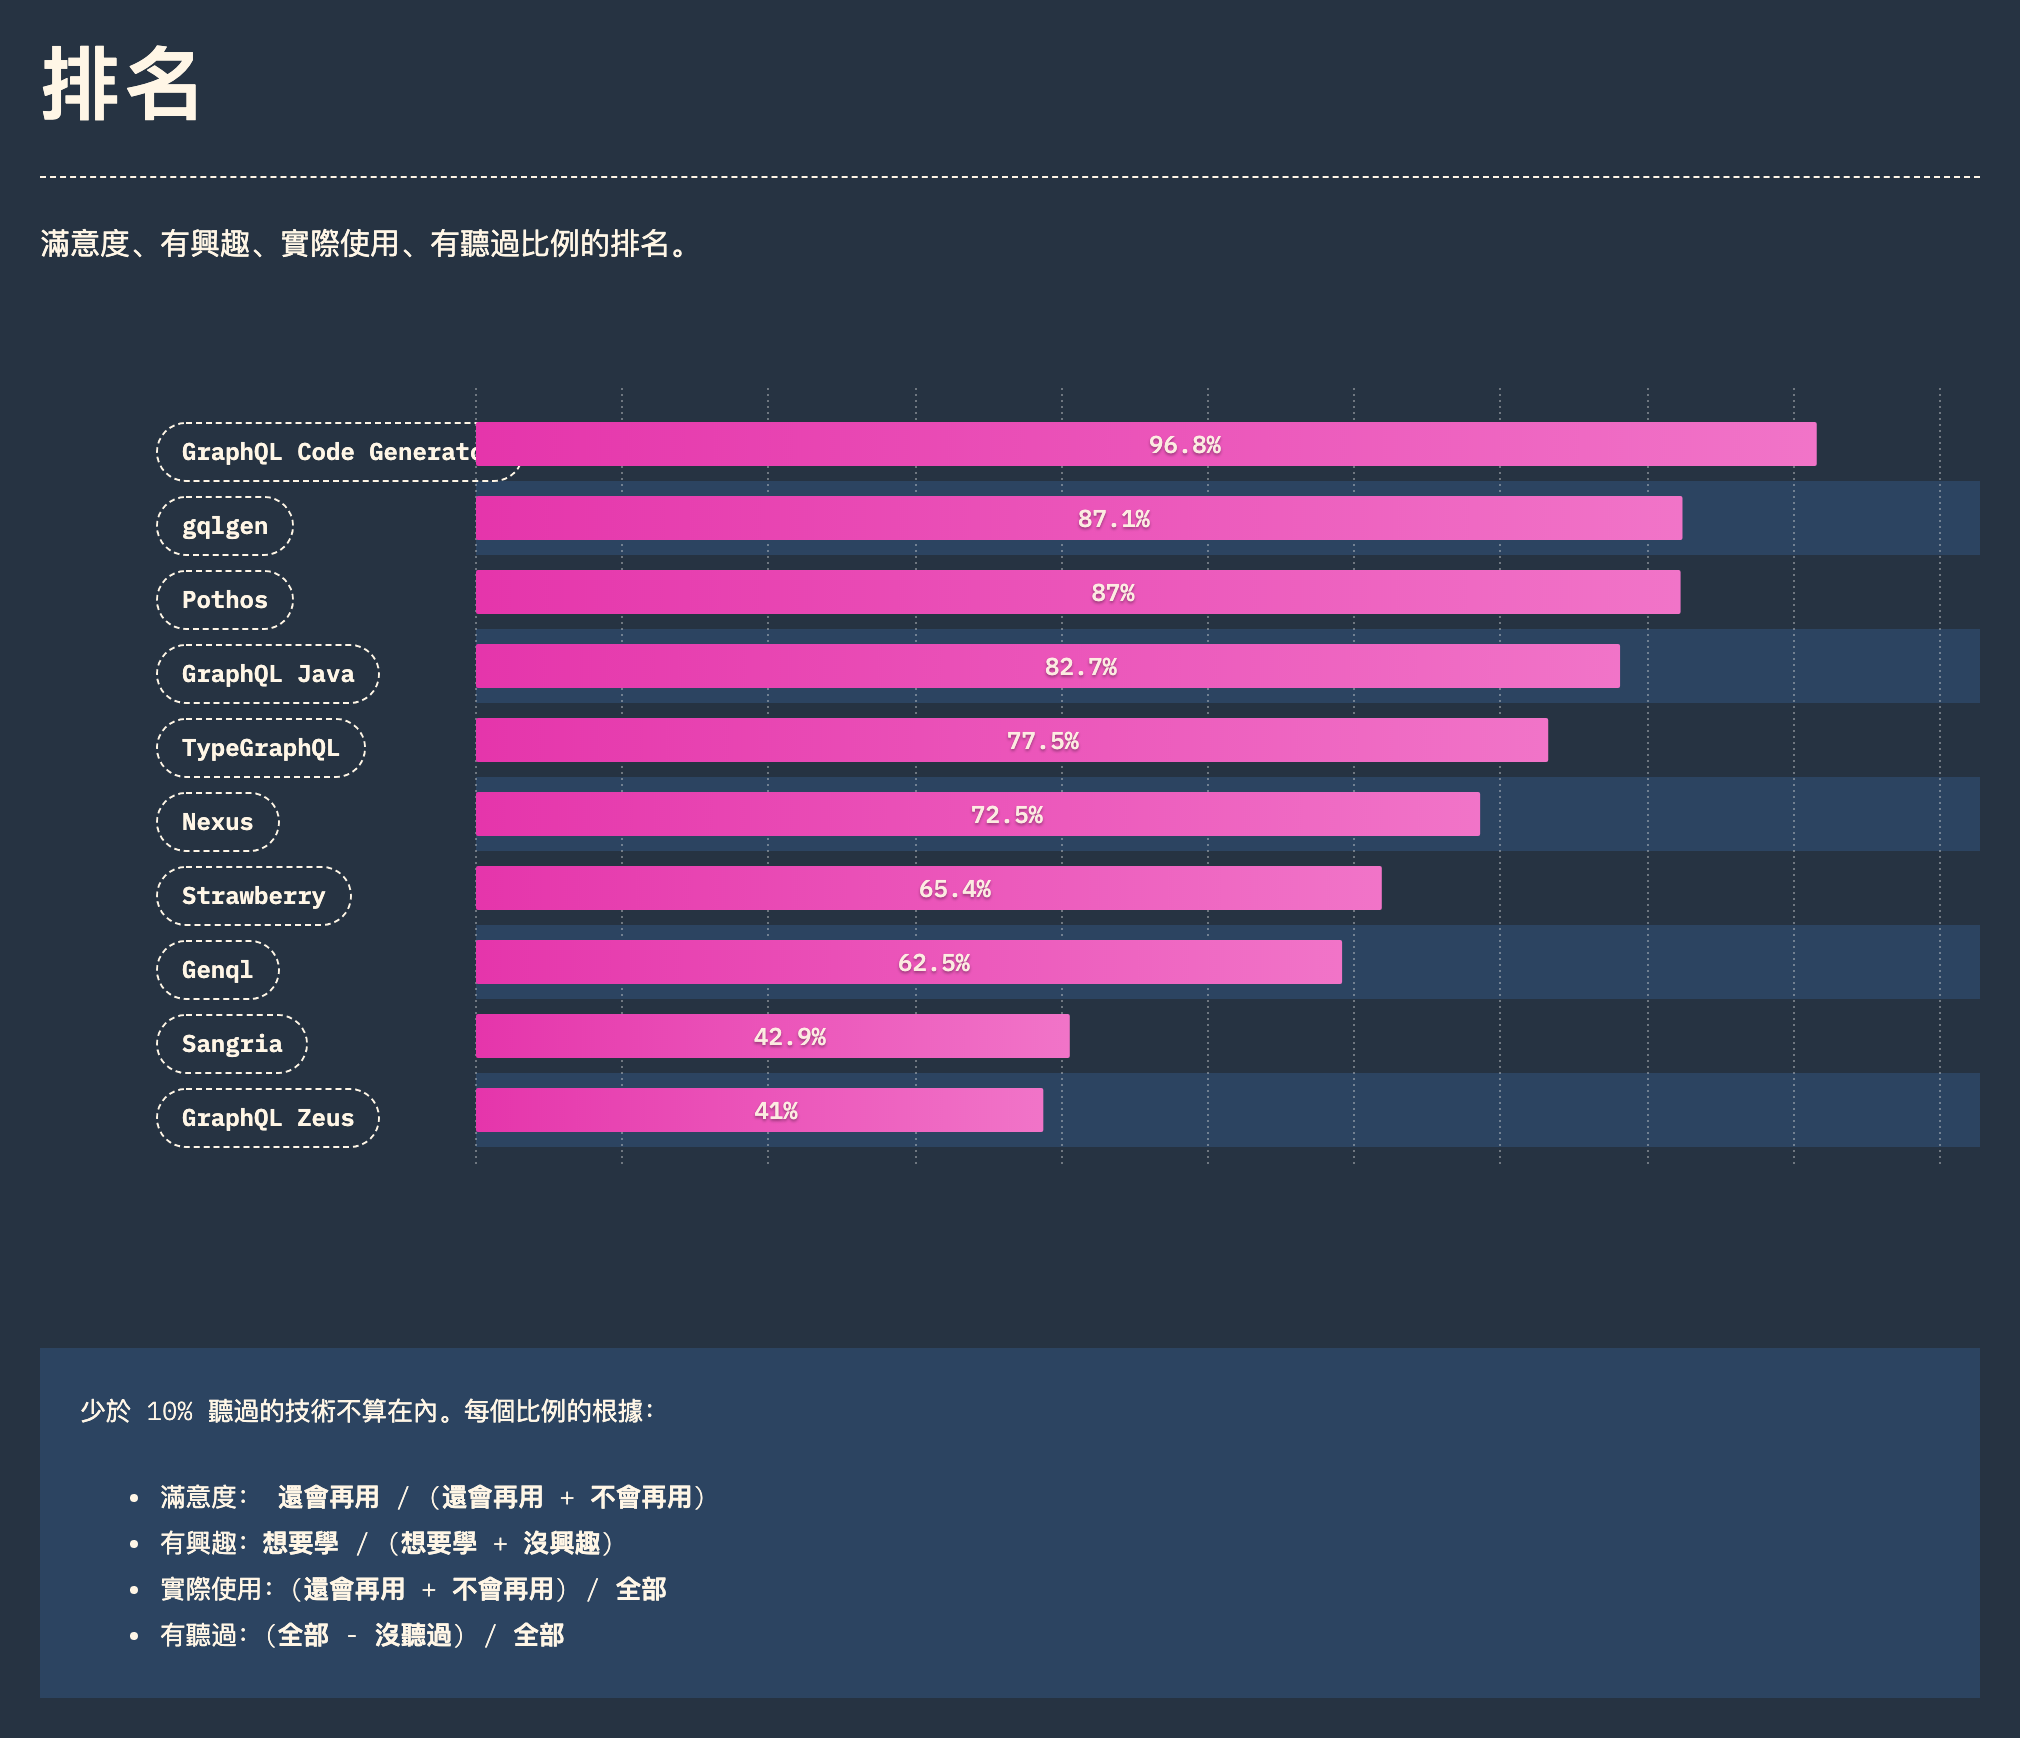 排名
滿意度、有興趣、實際使用、有聽過比例的排名。
GraphQL Code Generato
96.8%
gqlgen
87.1%
Pothos
87%
GraphQL Java
82.7%
TypeGraphQL
77.5%
Nexus
72.5%
Strawberry
65.4%
Genql
62.5%
Sangria
42.9%
GraphQL Zeus
41%
少於 10% 聽過的技術不算在內。每個比例的根據：
• 滿意度： 還會再用 / (還會再用 + 不會再用)
• 有興趣：想要學 / (想要學 + 沒興趣)
• 實際使用：(還會再用 + 不會再用) / 全部
• 有聽過：(全部 - 沒聽過) / 全部